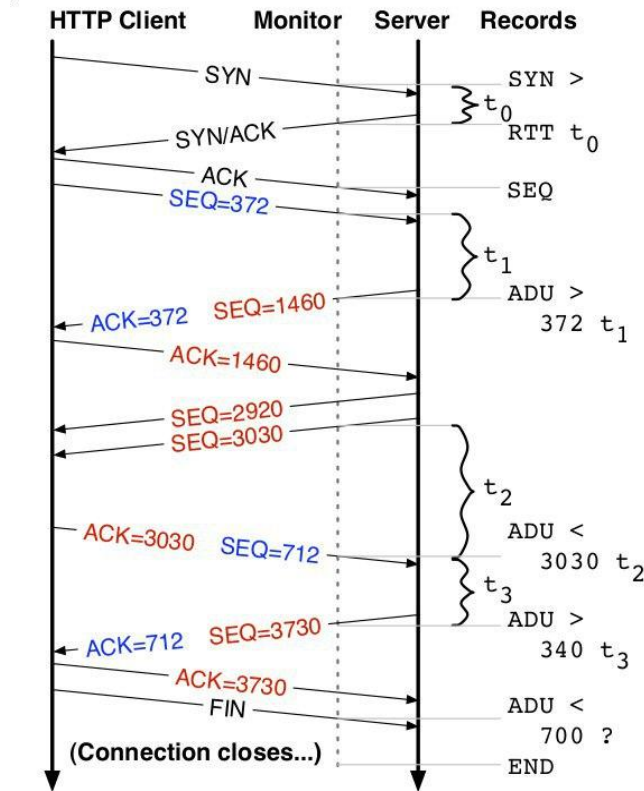 HTTP Client Monitor Server Records
SYN
SYN >
t0
SYN/ACK
RTT t0
ACK
SEQ
SEQ=372
t1
SEQ=1460
ADU >
ACK=372
372 t1
ACK=1460
SEQ=2920
SEQ=3030
t2
ACK=3030
SEQ=712
ADU <
3030 t2
t3
SEQ=3730
ADU >
ACK=712
340 t3
ACK=3730
FIN
ADU <
700 ?
(Connection closes...)
END